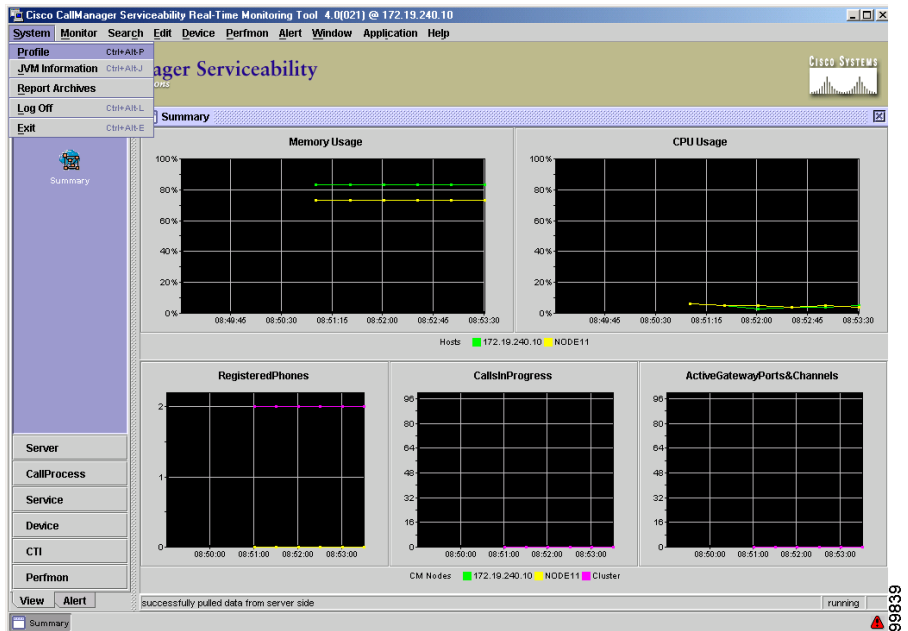 Cisco CallManager Serviceability Real-Time Monitoring Tool 4.0(021) @ 172.19.240.10
System Monitor Search Edit Device Perfmon Alert Window Application Help
Profile Ctrl+Alt-P
JVM Information Ctrl+Alt-J
Report Archives
Log Off Ctrl+Alt-L
Exit Ctrl+Alt-E
ager Serviceability
ons
CISCO SYSTEMS
Summary
Summary
Memory Usage
100%
80%
60%
40%
20%
0%
08:49:45 08:50:30 08:51:15 08:52:00 08:52:45 08:53:30
CPU Usage
100%
80%
60%
40%
20%
0%
08:49:45 08:50:30 08:51:15 08:52:00 08:52:45 08:53:30
Hosts 172.19.240.10 NODE11
RegisteredPhones
2
1
0
08:50:00 08:51:00 08:52:00 08:53:00
CallsInProgress
96
80
64
48
32
16
0
08:50:00 08:51:00 08:52:00 08:53:00
ActiveGatewayPorts&Channels
96
80
64
48
32
16
0
08:50:00 08:51:00 08:52:00 08:53:00
CM Nodes 172.19.240.10 NODE11 Cluster
Server
CallProcess
Service
Device
CTI
Perfmon
View Alert
successfully pulled data from server side
running
Summary
99839